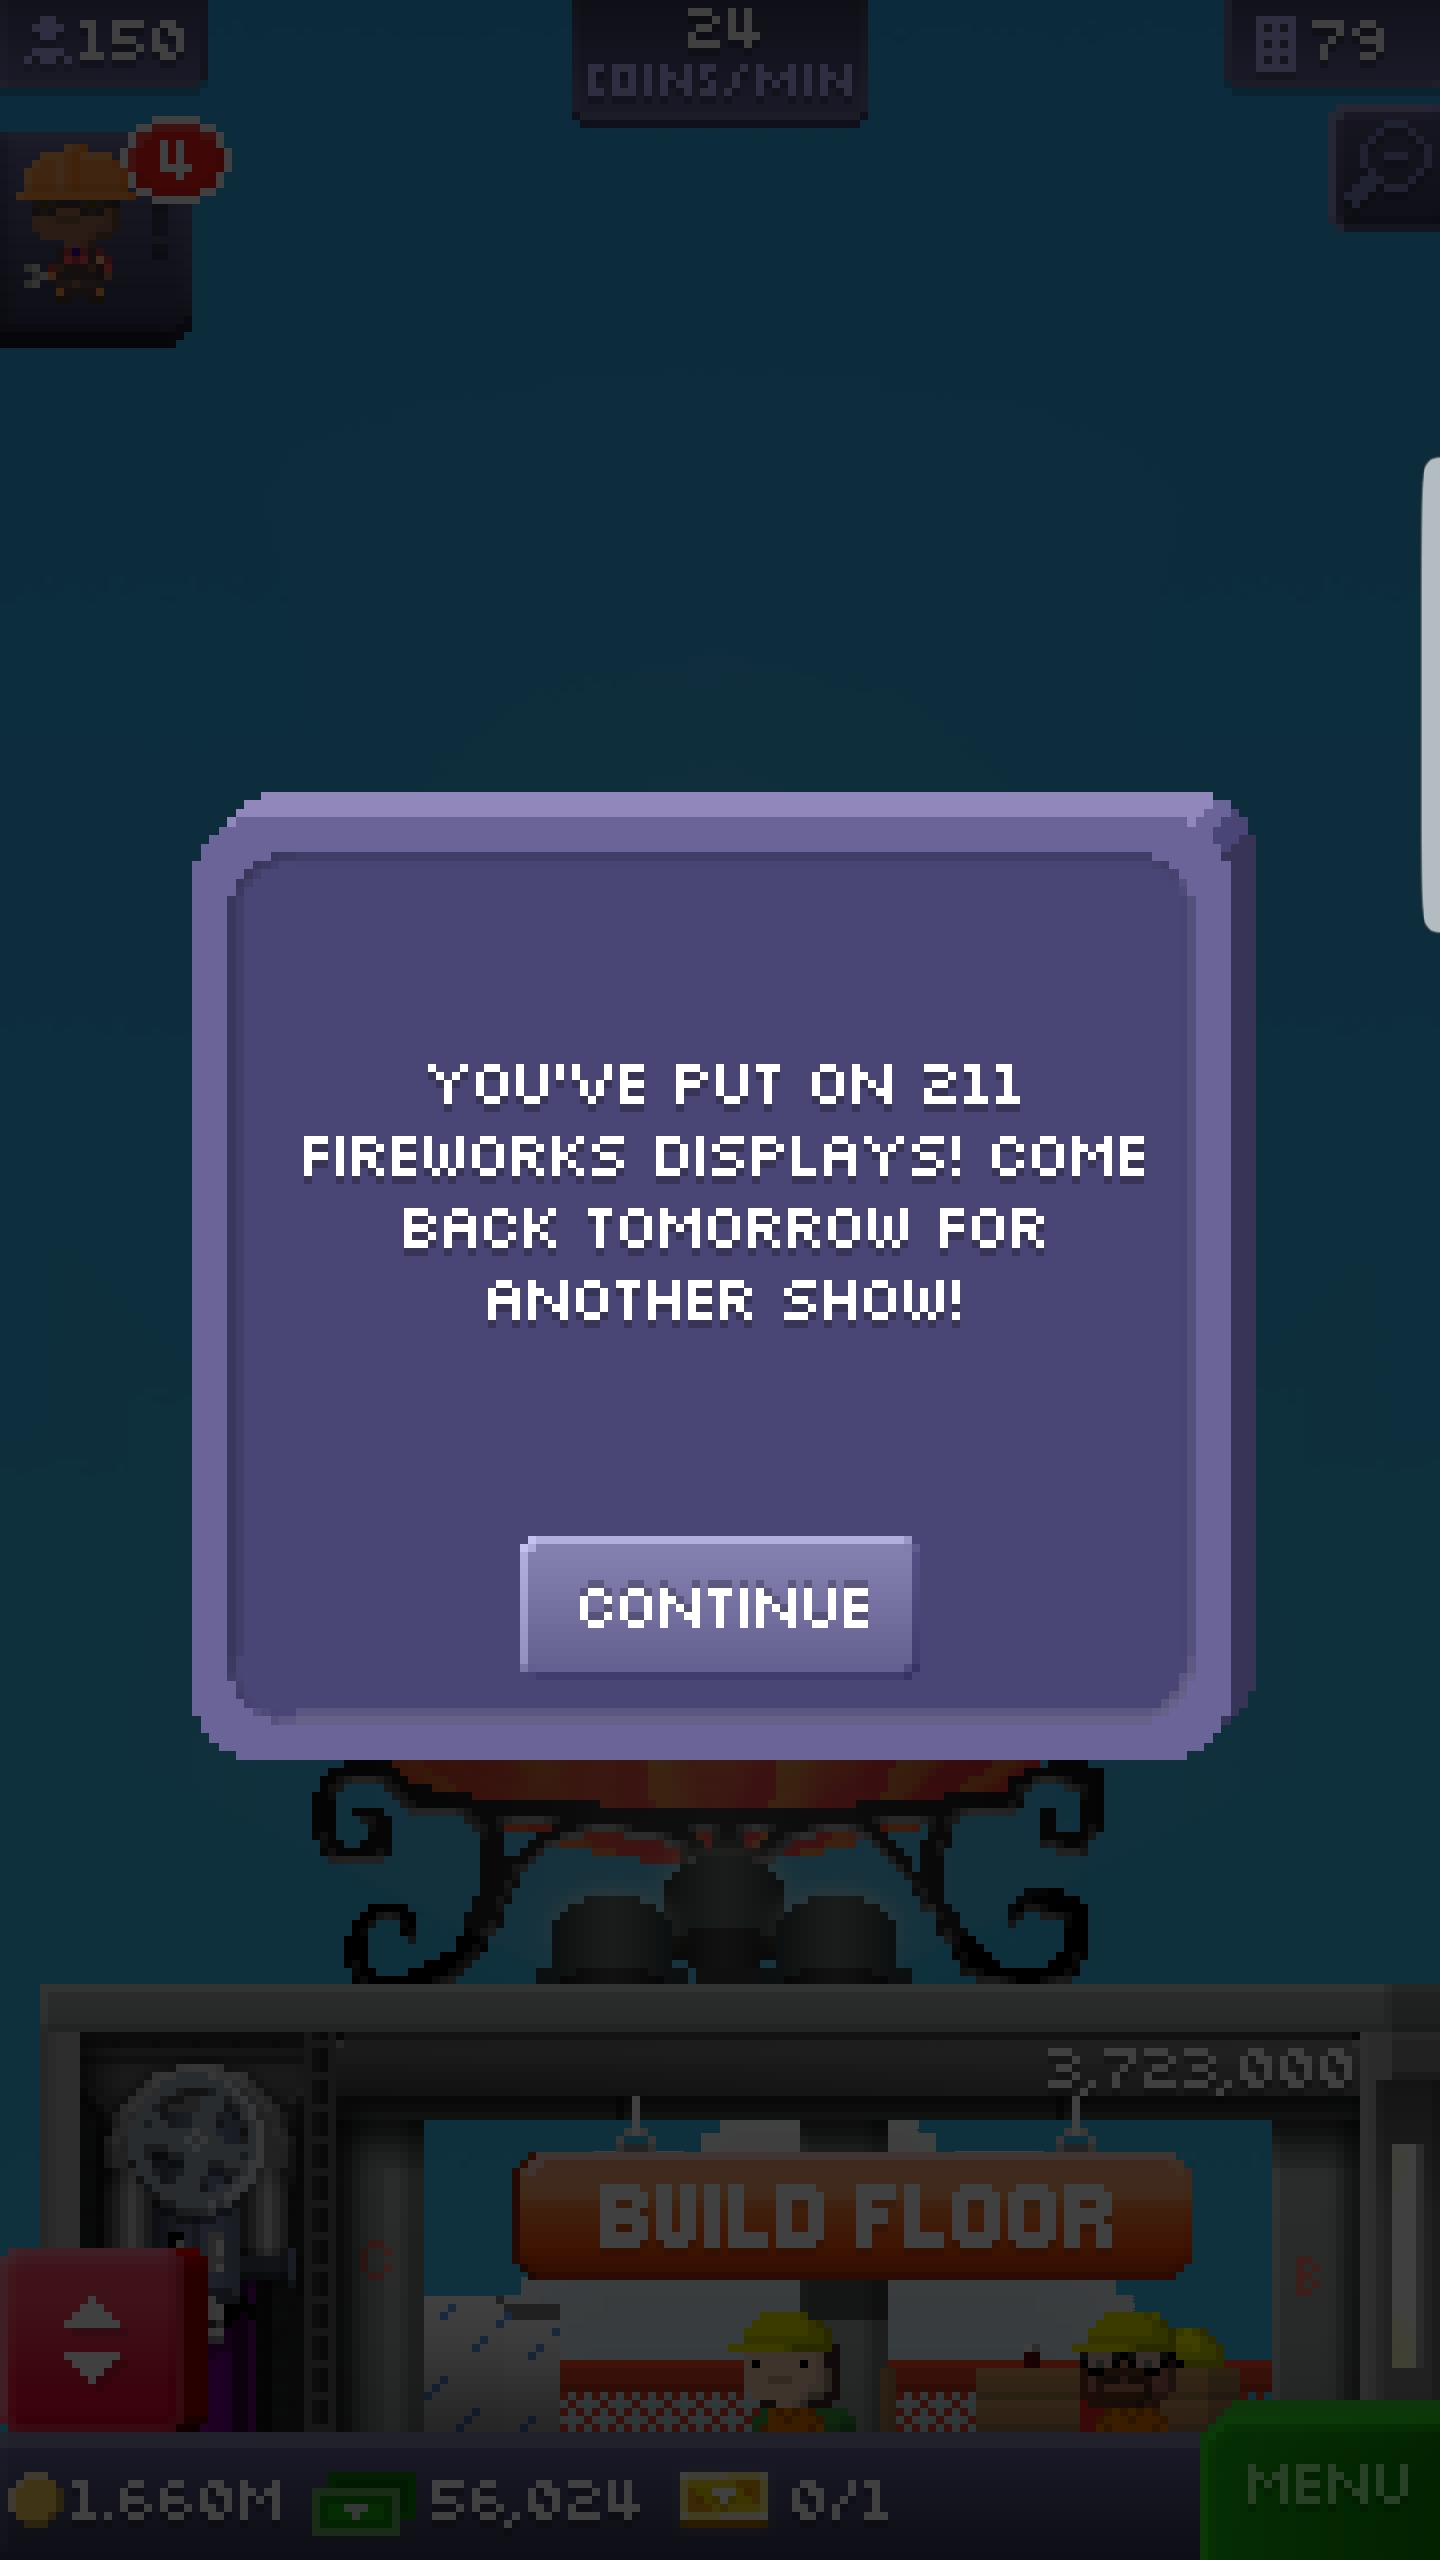 150
24
COINS/MIN
79
4
YOU'VE PUT ON 211
FIREWORKS DISPLAYS! COME
BACK TOMORROW FOR
ANOTHER SHOW!
CONTINUE
3,723,000
BUILD FLOOR
C
B
1.660M
56,024
0/1
MENU